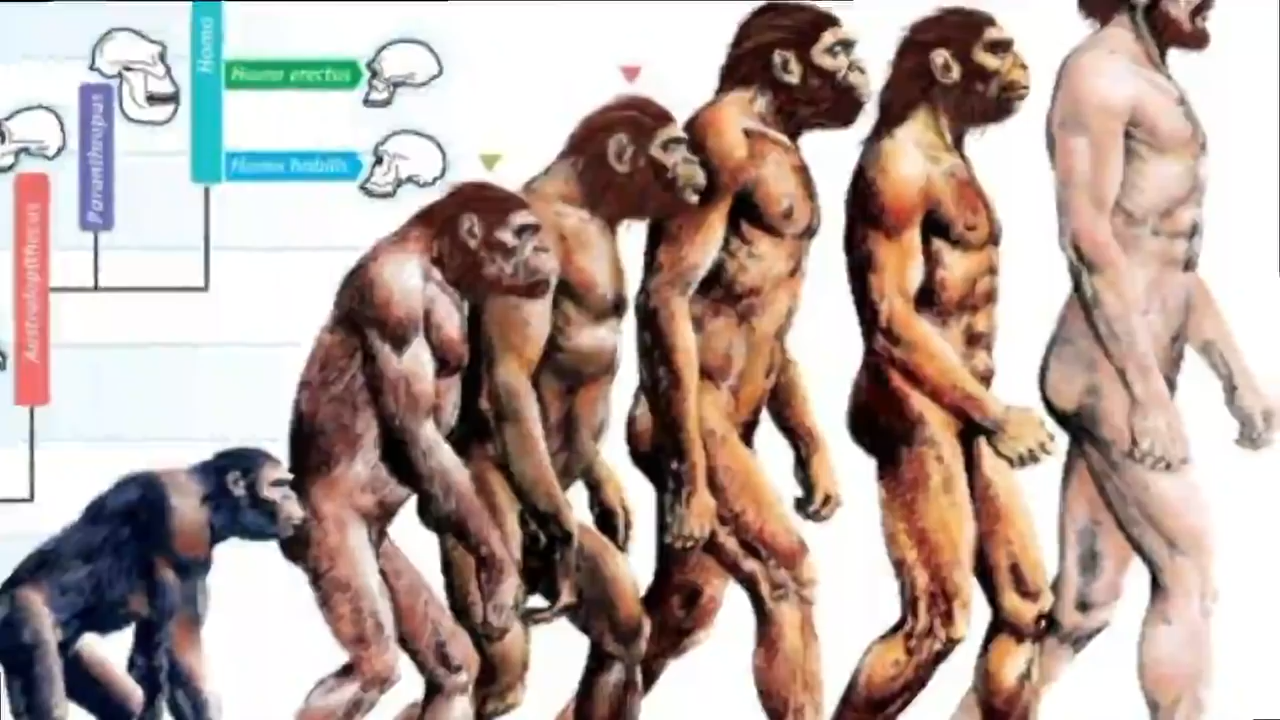 Homo
Homo erectus
Paranthropus
Homo habilis
Australopithecus